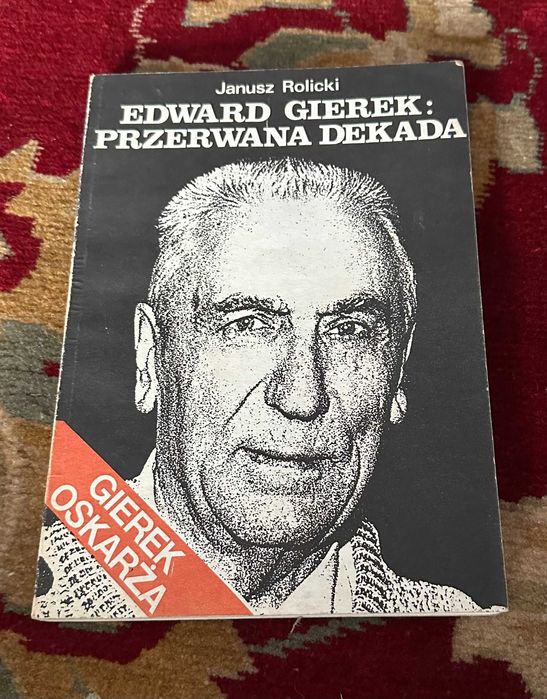 Janusz Rolicki
EDWARD GIEREK:
PRZERWANA DEKADA
GIEREK
OSKARŻA